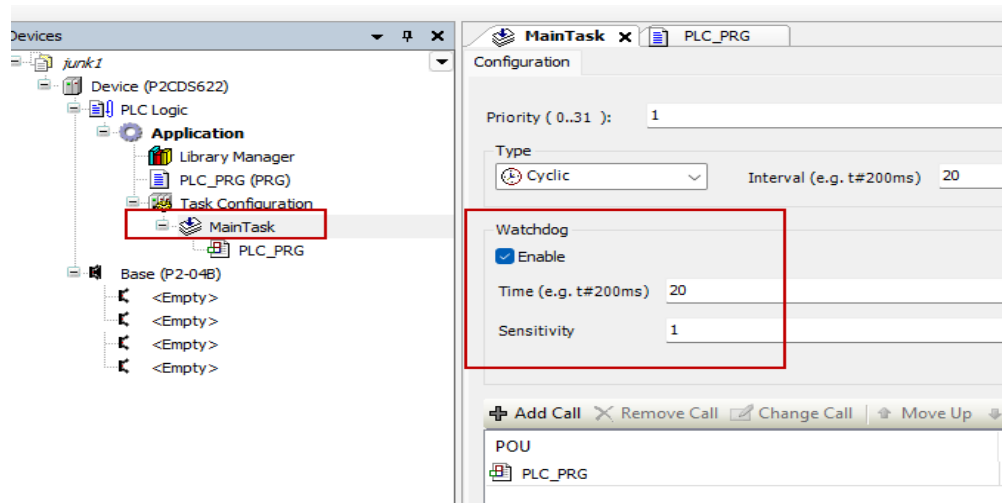 Devices
junk1
Device (P2CDS622)
PLC Logic
Application
Library Manager
PLC_PRG (PRG)
Task Configuration
MainTask
PLC_PRG
Base (P2-04B)
<Empty>
<Empty>
<Empty>
<Empty>
MainTask
PLC_PRG
Configuration
Priority ( 0..31 ): 1
Type
Cyclic Interval (e.g. t#200ms) 20
Watchdog
Enable
Time (e.g. t#200ms) 20
Sensitivity 1
Add Call Remove Call Change Call Move Up
POU
PLC_PRG